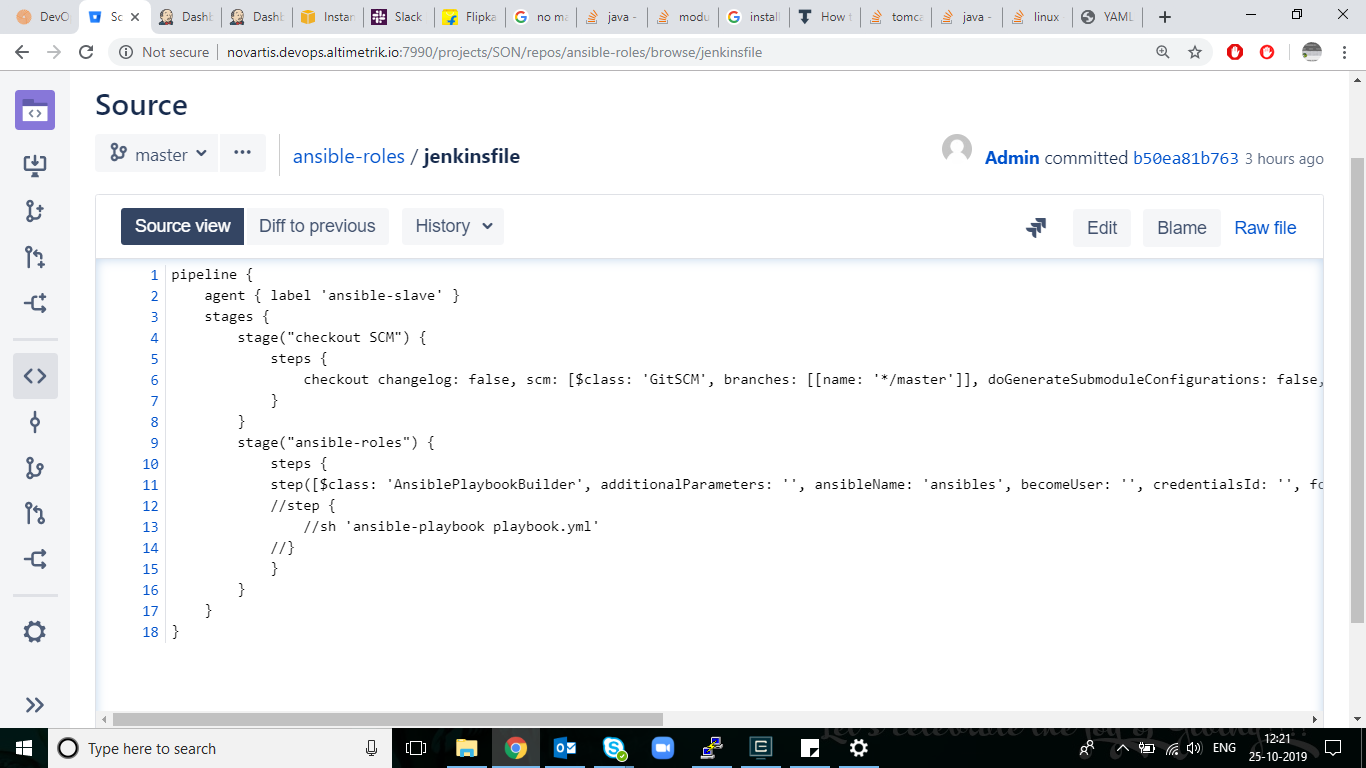 DevO
Sc
Dashb
Dashb
Instan
Slack
Flipka
no ma
java -
modu
install
How t
tomca
java -
linux
YAML
Not secure
novartis.devops.altimetrik.io:7990/projects/SON/repos/ansible-roles/browse/jenkinsfile
Source
master
ansible-roles / jenkinsfile
Admin committed b50ea81b763 3 hours ago
Source view
Diff to previous
History
Edit
Blame
Raw file
1 pipeline {
2 agent { label 'ansible-slave' }
3 stages {
4 stage("checkout SCM") {
5 steps {
6 checkout changelog: false, scm: [$class: 'GitSCM', branches: [[name: '*/master']], doGenerateSubmoduleConfigurations: false,
7 }
8 }
9 stage("ansible-roles") {
10 steps {
11 step([$class: 'AnsiblePlaybookBuilder', additionalParameters: '', ansibleName: 'ansibles', becomeUser: '', credentialsId: '', fo
12 //step {
13 //sh 'ansible-playbook playbook.yml'
14 //}
15 }
16 }
17 }
18 }
Type here to search
ENG
12:21
25-10-2019